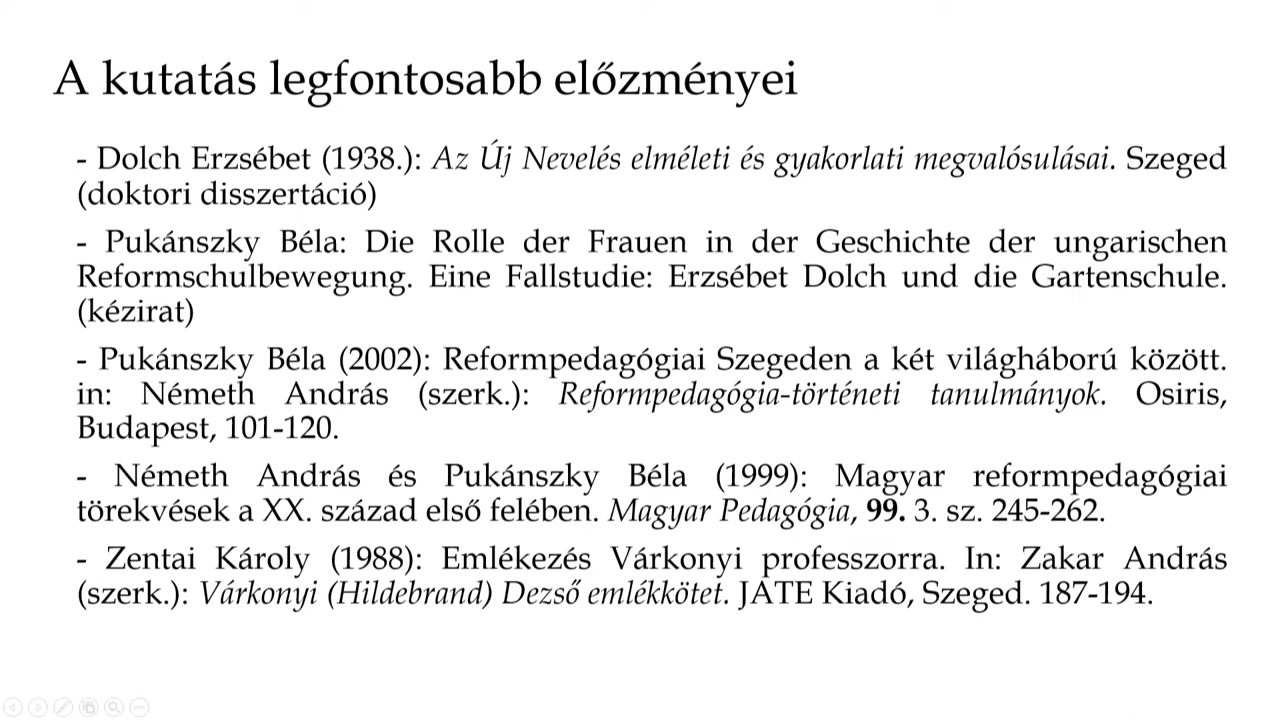 A kutatás legfontosabb előzményei
- Dolch Erzsébet (1938.): Az Új Nevelés elméleti és gyakorlati megvalósulásai. Szeged
(doktori disszertáció)
- Pukánszky Béla: Die Rolle der Frauen in der Geschichte der ungarischen
Reformschulbewegung. Eine Fallstudie: Erzsébet Dolch und die Gartenschule.
(kézirat)
- Pukánszky Béla (2002): Reformpedagógiai Szegeden a két világháború között.
in: Németh András (szerk.): Reformpedagógia-történeti tanulmányok. Osiris,
Budapest, 101-120.
- Németh András és Pukánszky Béla (1999): Magyar reformpedagógiai
törekvések a XX. század első felében. Magyar Pedagógia, 99. 3. sz. 245-262.
- Zentai Károly (1988): Emlékezés Várkonyi professzorra. In: Zakar András
(szerk.): Várkonyi (Hildebrand) Dezső emlékkötet. JATE Kiadó, Szeged. 187-194.